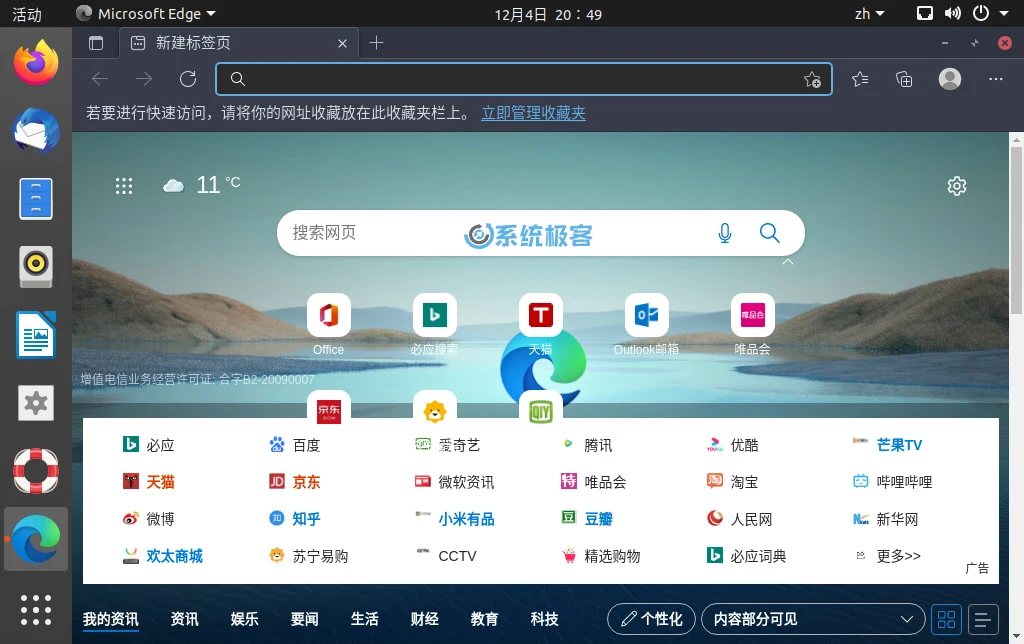 活动 Microsoft Edge 12月4日 20：49 zh
新建标签页
若要进行快速访问，请将你的网址收藏放在此收藏夹栏上。 立即管理收藏夹
11 °C
搜索网页 系统极客
Office 必应搜索 天猫 Outlook邮箱 唯品会
增值电信业务经营许可证: 合字B2-20090007
京东
必应 百度 爱奇艺 腾讯 优酷 芒果TV
天猫 京东 微软资讯 唯品会 淘宝 哔哩哔哩
微博 知乎 小米有品 豆瓣 人民网 新华网
欢太商城 苏宁易购 CCTV 精选购物 必应词典 更多>>
广告
我的资讯 资讯 娱乐 要闻 生活 财经 教育 科技 个性化 内容部分可见